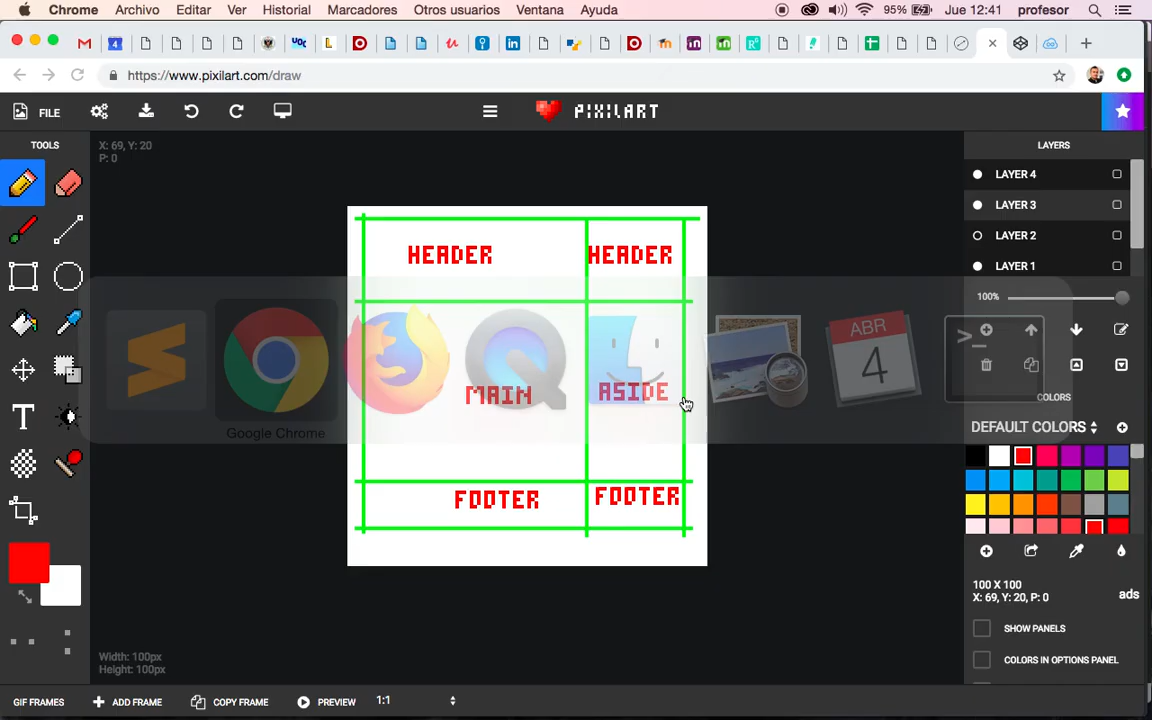 Chrome Archivo Editar Ver Historial Marcadores Otros usuarios Ventana Ayuda 95% Jue 12:41 profesor
https://www.pixilart.com/draw
FILE PIXILART
TOOLS
X: 69, Y: 20
P: 0
LAYERS
LAYER 4
LAYER 3
LAYER 2
LAYER 1
100%
HEADER HEADER
ABR
4
>_
MAIN ASIDE
Google Chrome
COLORS
DEFAULT COLORS
FOOTER FOOTER
T
100 X 100
X: 69, Y: 20, P: 0
ads
SHOW PANELS
COLORS IN OPTIONS PANEL
Width: 100px
Height: 100px
GIF FRAMES ADD FRAME COPY FRAME PREVIEW 1:1